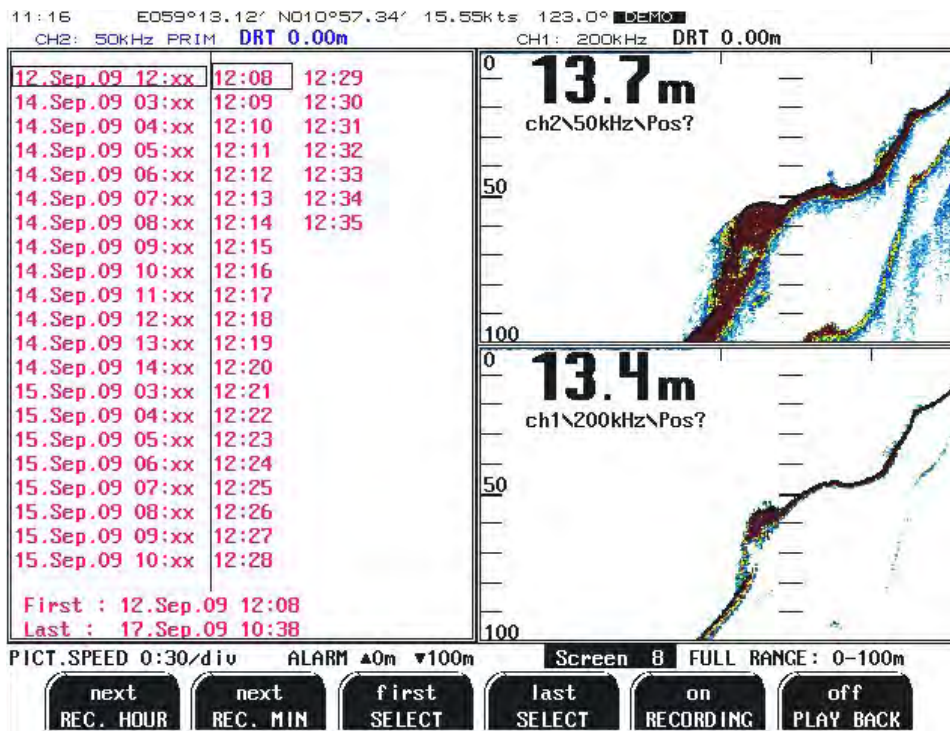 11:16 E059°13.12′ N010°57.34′ 15.55Kts 123.0° DEMO
CH2: 50KHz PRIM DRT 0.00m
CH1: 200KHz DRT 0.00m
12.Sep.09 12:xx 12:08 12:29
14.Sep.09 03:xx 12:09 12:30
14.Sep.09 04:xx 12:10 12:31
14.Sep.09 05:xx 12:11 12:32
14.Sep.09 06:xx 12:12 12:33
14.Sep.09 07:xx 12:13 12:34
14.Sep.09 08:xx 12:14 12:35
14.Sep.09 09:xx 12:15
14.Sep.09 10:xx 12:16
14.Sep.09 11:xx 12:17
14.Sep.09 12:xx 12:18
14.Sep.09 13:xx 12:19
14.Sep.09 14:xx 12:20
15.Sep.09 03:xx 12:21
15.Sep.09 04:xx 12:22
15.Sep.09 05:xx 12:23
15.Sep.09 06:xx 12:24
15.Sep.09 07:xx 12:25
15.Sep.09 08:xx 12:26
15.Sep.09 09:xx 12:27
15.Sep.09 10:xx 12:28
First : 12.Sep.09 12:08
Last : 17.Sep.09 10:38
0
13.7m
ch2\50kHz\Pos?
50
100
0
13.4m
ch1\200kHz\Pos?
50
100
PICT.SPEED 0:30/div ALARM ▲0m ▼100m Screen 8 FULL RANGE: 0-100m
next REC. HOUR
next REC. MIN
first SELECT
last SELECT
on RECORDING
off PLAY BACK